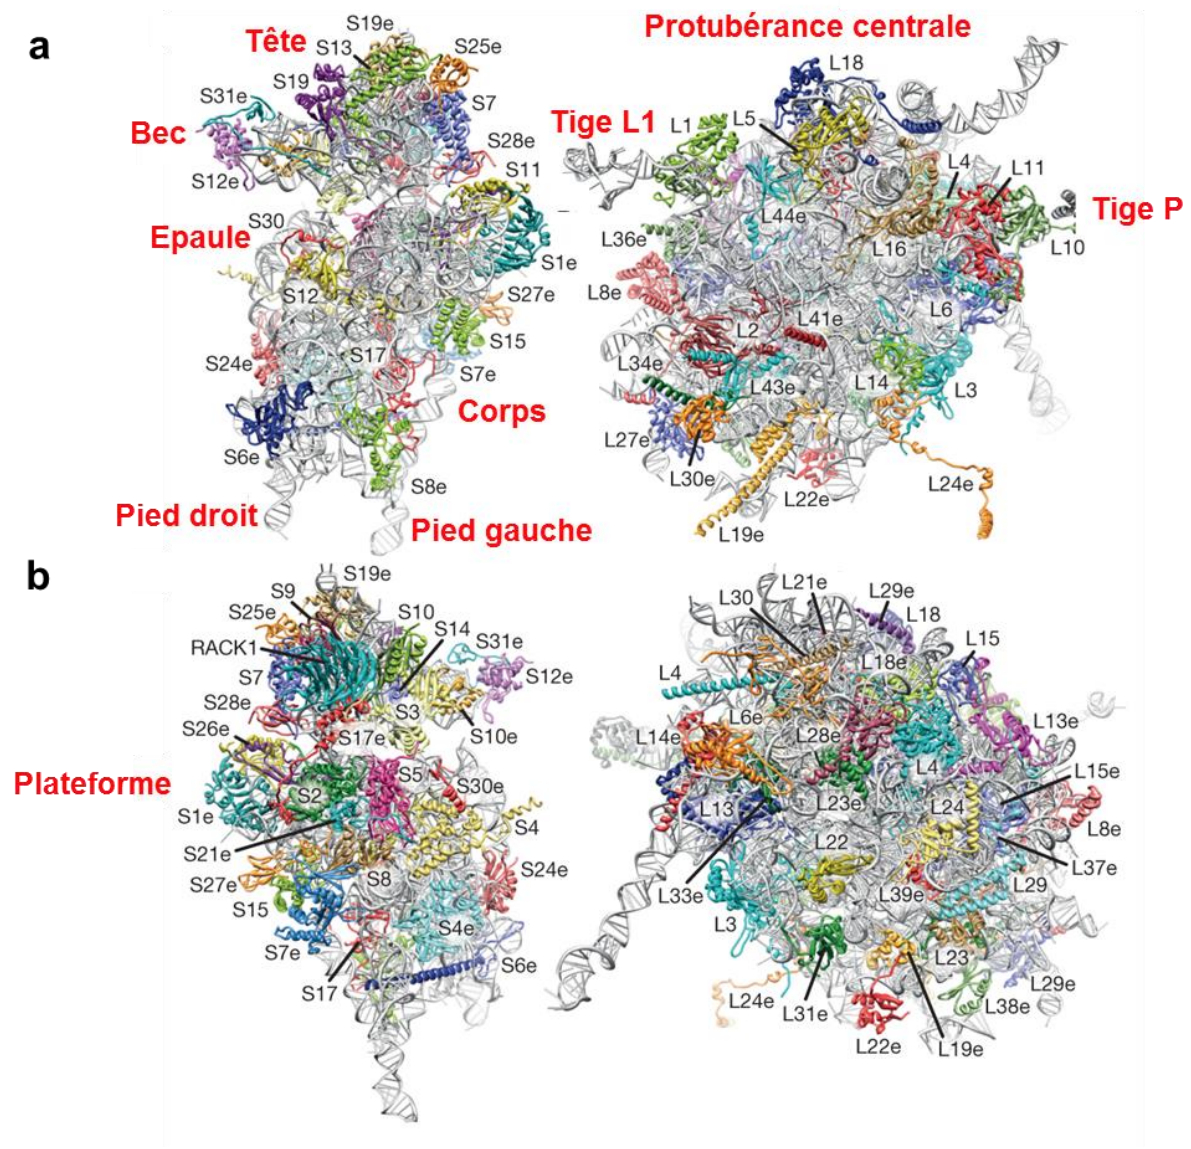 a
Tête
S19e
S13
S25e
S19
S7
S31e
Bec
S12e
S28e
S11
S30
Epaule
S1e
S12
S27e
S15
S24e
S17
S7e
Corps
S6e
S8e
Pied droit
Pied gauche
Protubérance centrale
L18
Tige L1
L1
L5
L4
L11
Tige P
L44e
L36e
L16
L10
L8e
L6
L2
L41e
L34e
L43e
L14
L3
L27e
L30e
L22e
L24e
L19e
b
S19e
S9
S25e
S10
RACK1
S14
S31e
S7
S12e
S28e
S3
S26e
S17e
S10e
Plateforme
S5
S2
S30e
S1e
S4
S21e
S27e
S8
S24e
S15
S4e
S7e
S6e
S17
L21e
L30
L29e
L18
L15
L4
L18e
L6e
L13e
L14e
L28e
L4
L15e
L13
L23e
L24
L8e
L22
L37e
L33e
L39e
L29
L3
L23
L24e
L31e
L29e
L38e
L22e
L19e